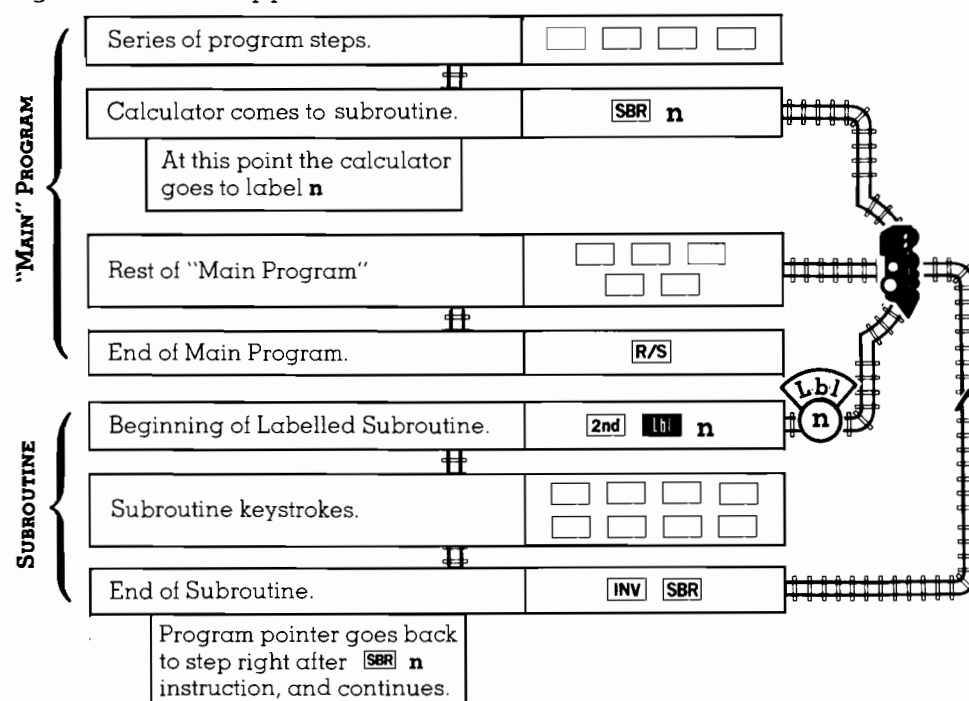 "MAIN" PROGRAM
Series of program steps.
Calculator comes to subroutine. SBR n
At this point the calculator
goes to label n
Rest of "Main Program"
End of Main Program. R/S
SUBROUTINE
Beginning of Labelled Subroutine. 2nd Lbl n
Lbl
n
Subroutine keystrokes.
End of Subroutine. INV SBR
Program pointer goes back
to step right after SBR n
instruction, and continues.